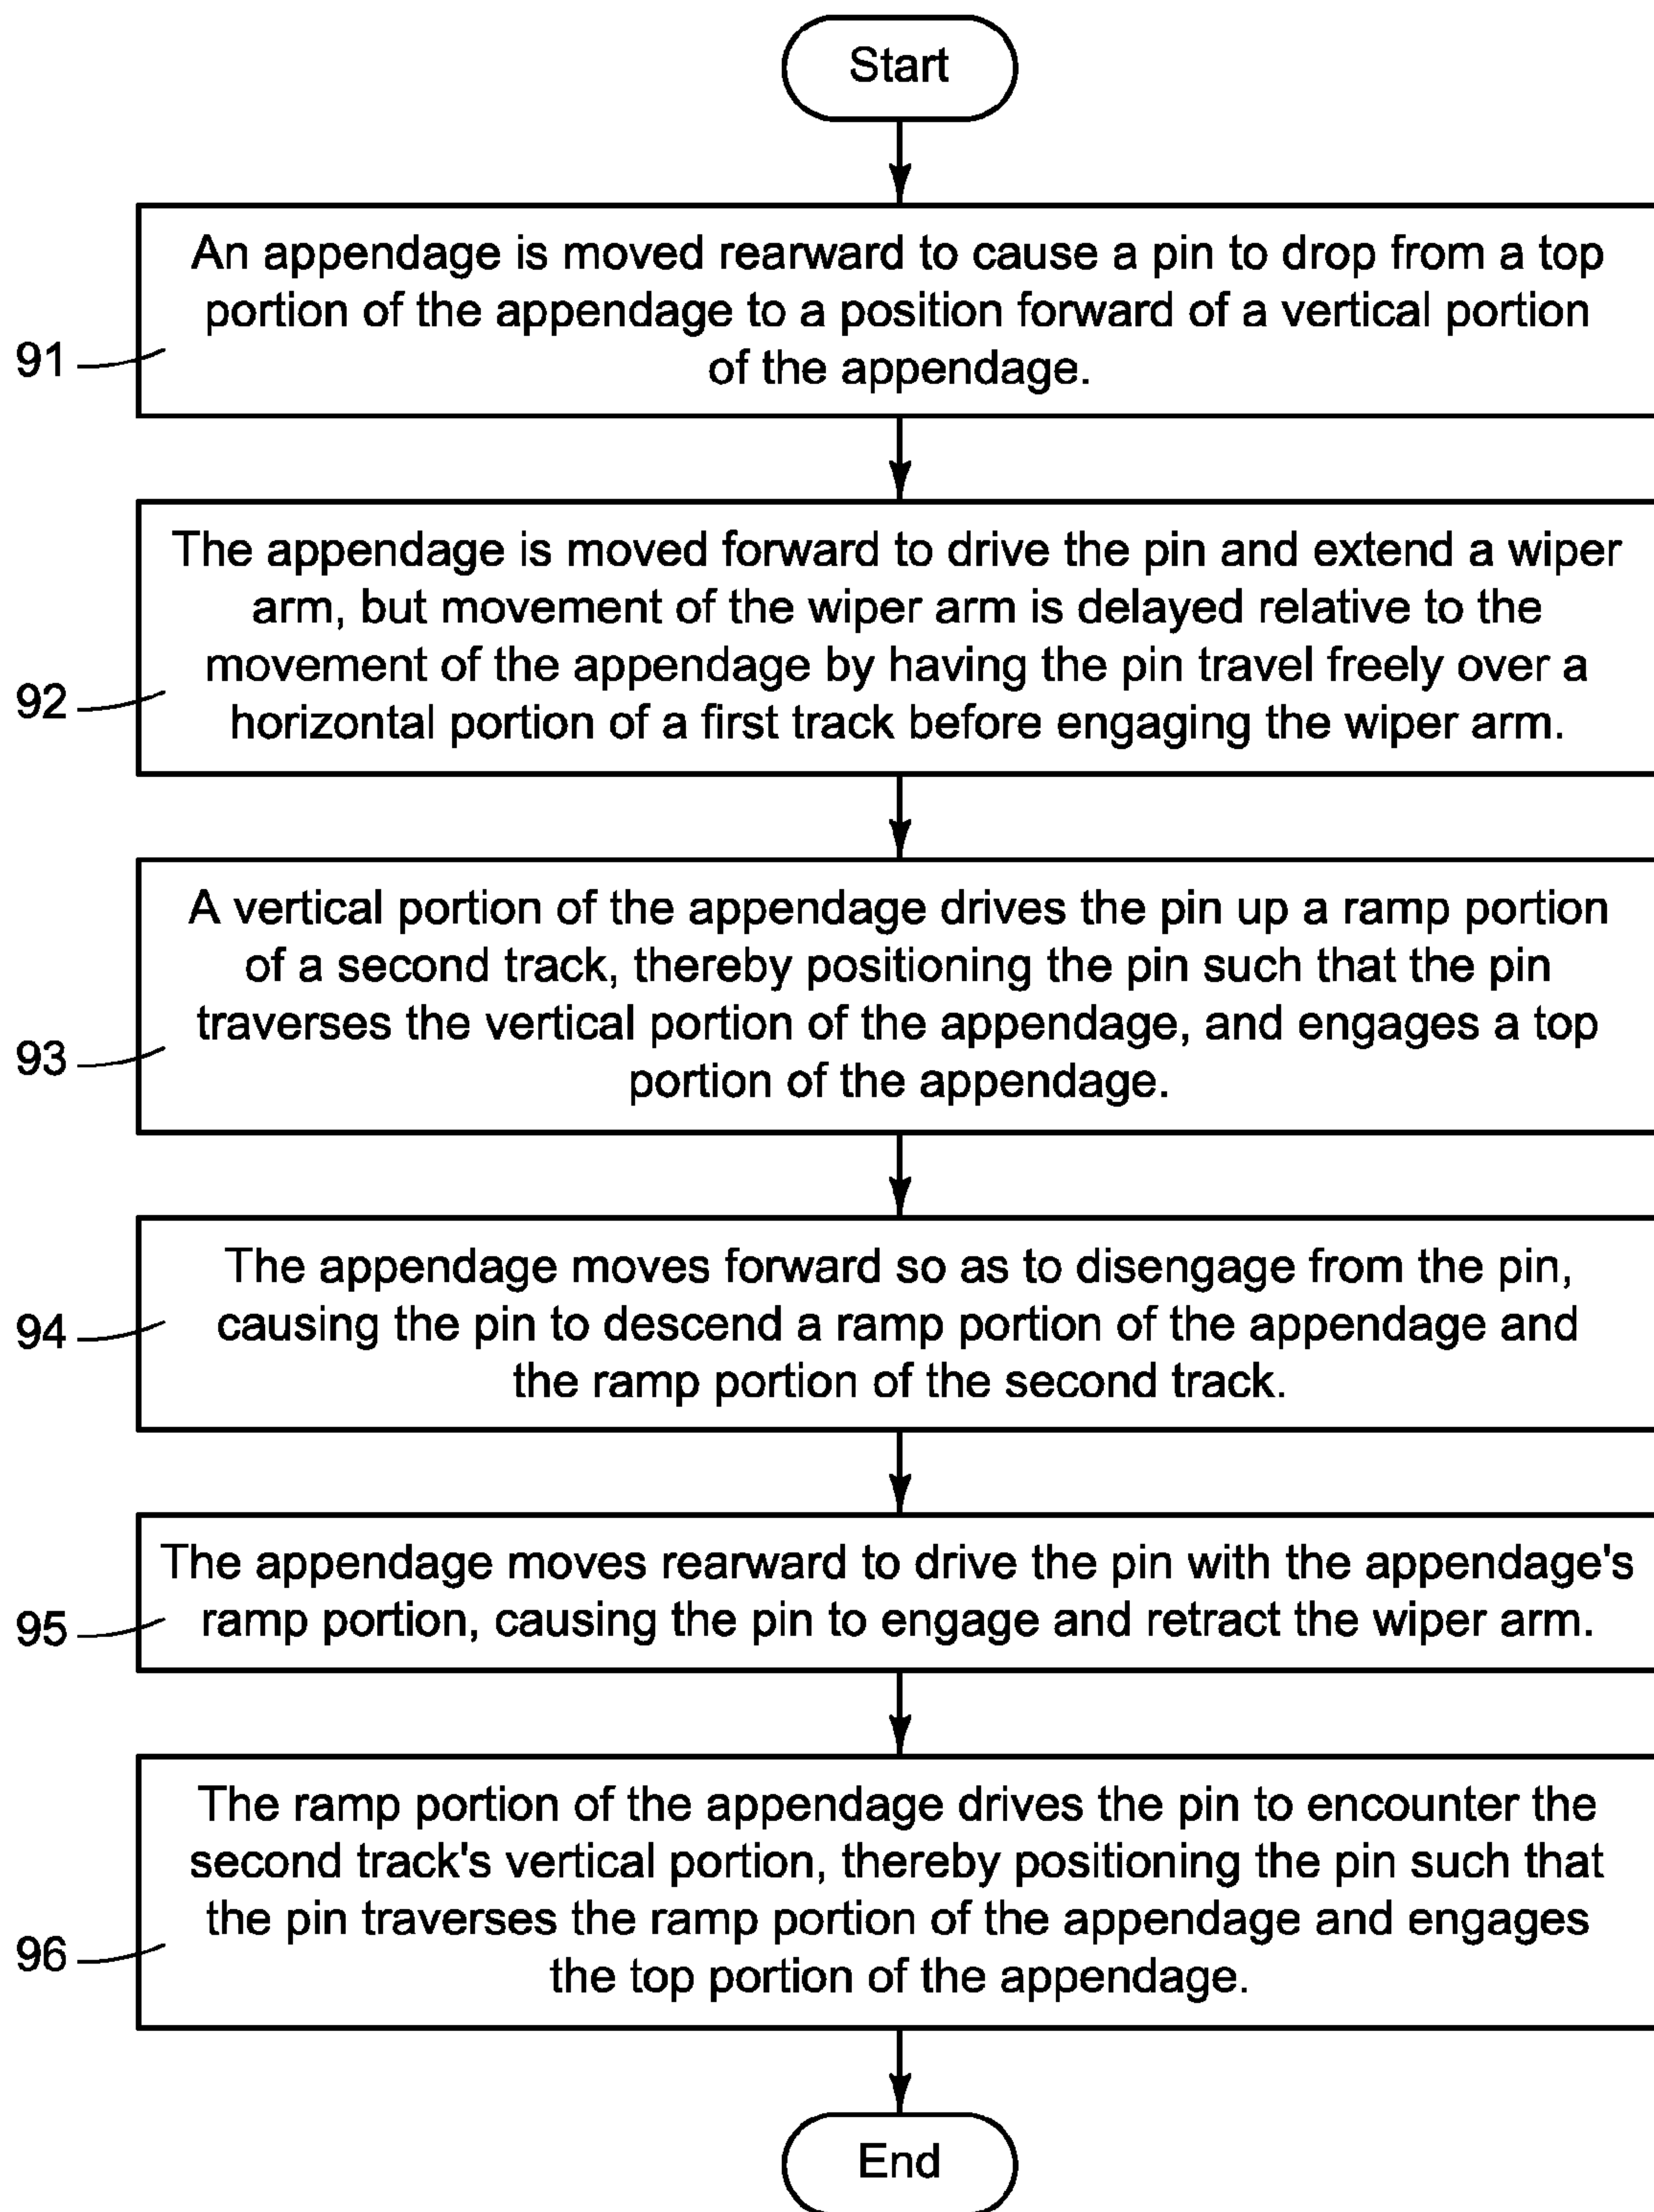 Start
An appendage is moved rearward to cause a pin to drop from a top
portion of the appendage to a position forward of a vertical portion
of the appendage.
91
The appendage is moved forward to drive the pin and extend a wiper
arm, but movement of the wiper arm is delayed relative to the
movement of the appendage by having the pin travel freely over a
horizontal portion of a first track before engaging the wiper arm.
92
A vertical portion of the appendage drives the pin up a ramp portion
of a second track, thereby positioning the pin such that the pin
traverses the vertical portion of the appendage, and engages a top
portion of the appendage.
93
The appendage moves forward so as to disengage from the pin,
causing the pin to descend a ramp portion of the appendage and
the ramp portion of the second track.
94
The appendage moves rearward to drive the pin with the appendage's
ramp portion, causing the pin to engage and retract the wiper arm.
95
The ramp portion of the appendage drives the pin to encounter the
second track's vertical portion, thereby positioning the pin such that
the pin traverses the ramp portion of the appendage and engages
the top portion of the appendage.
96
End